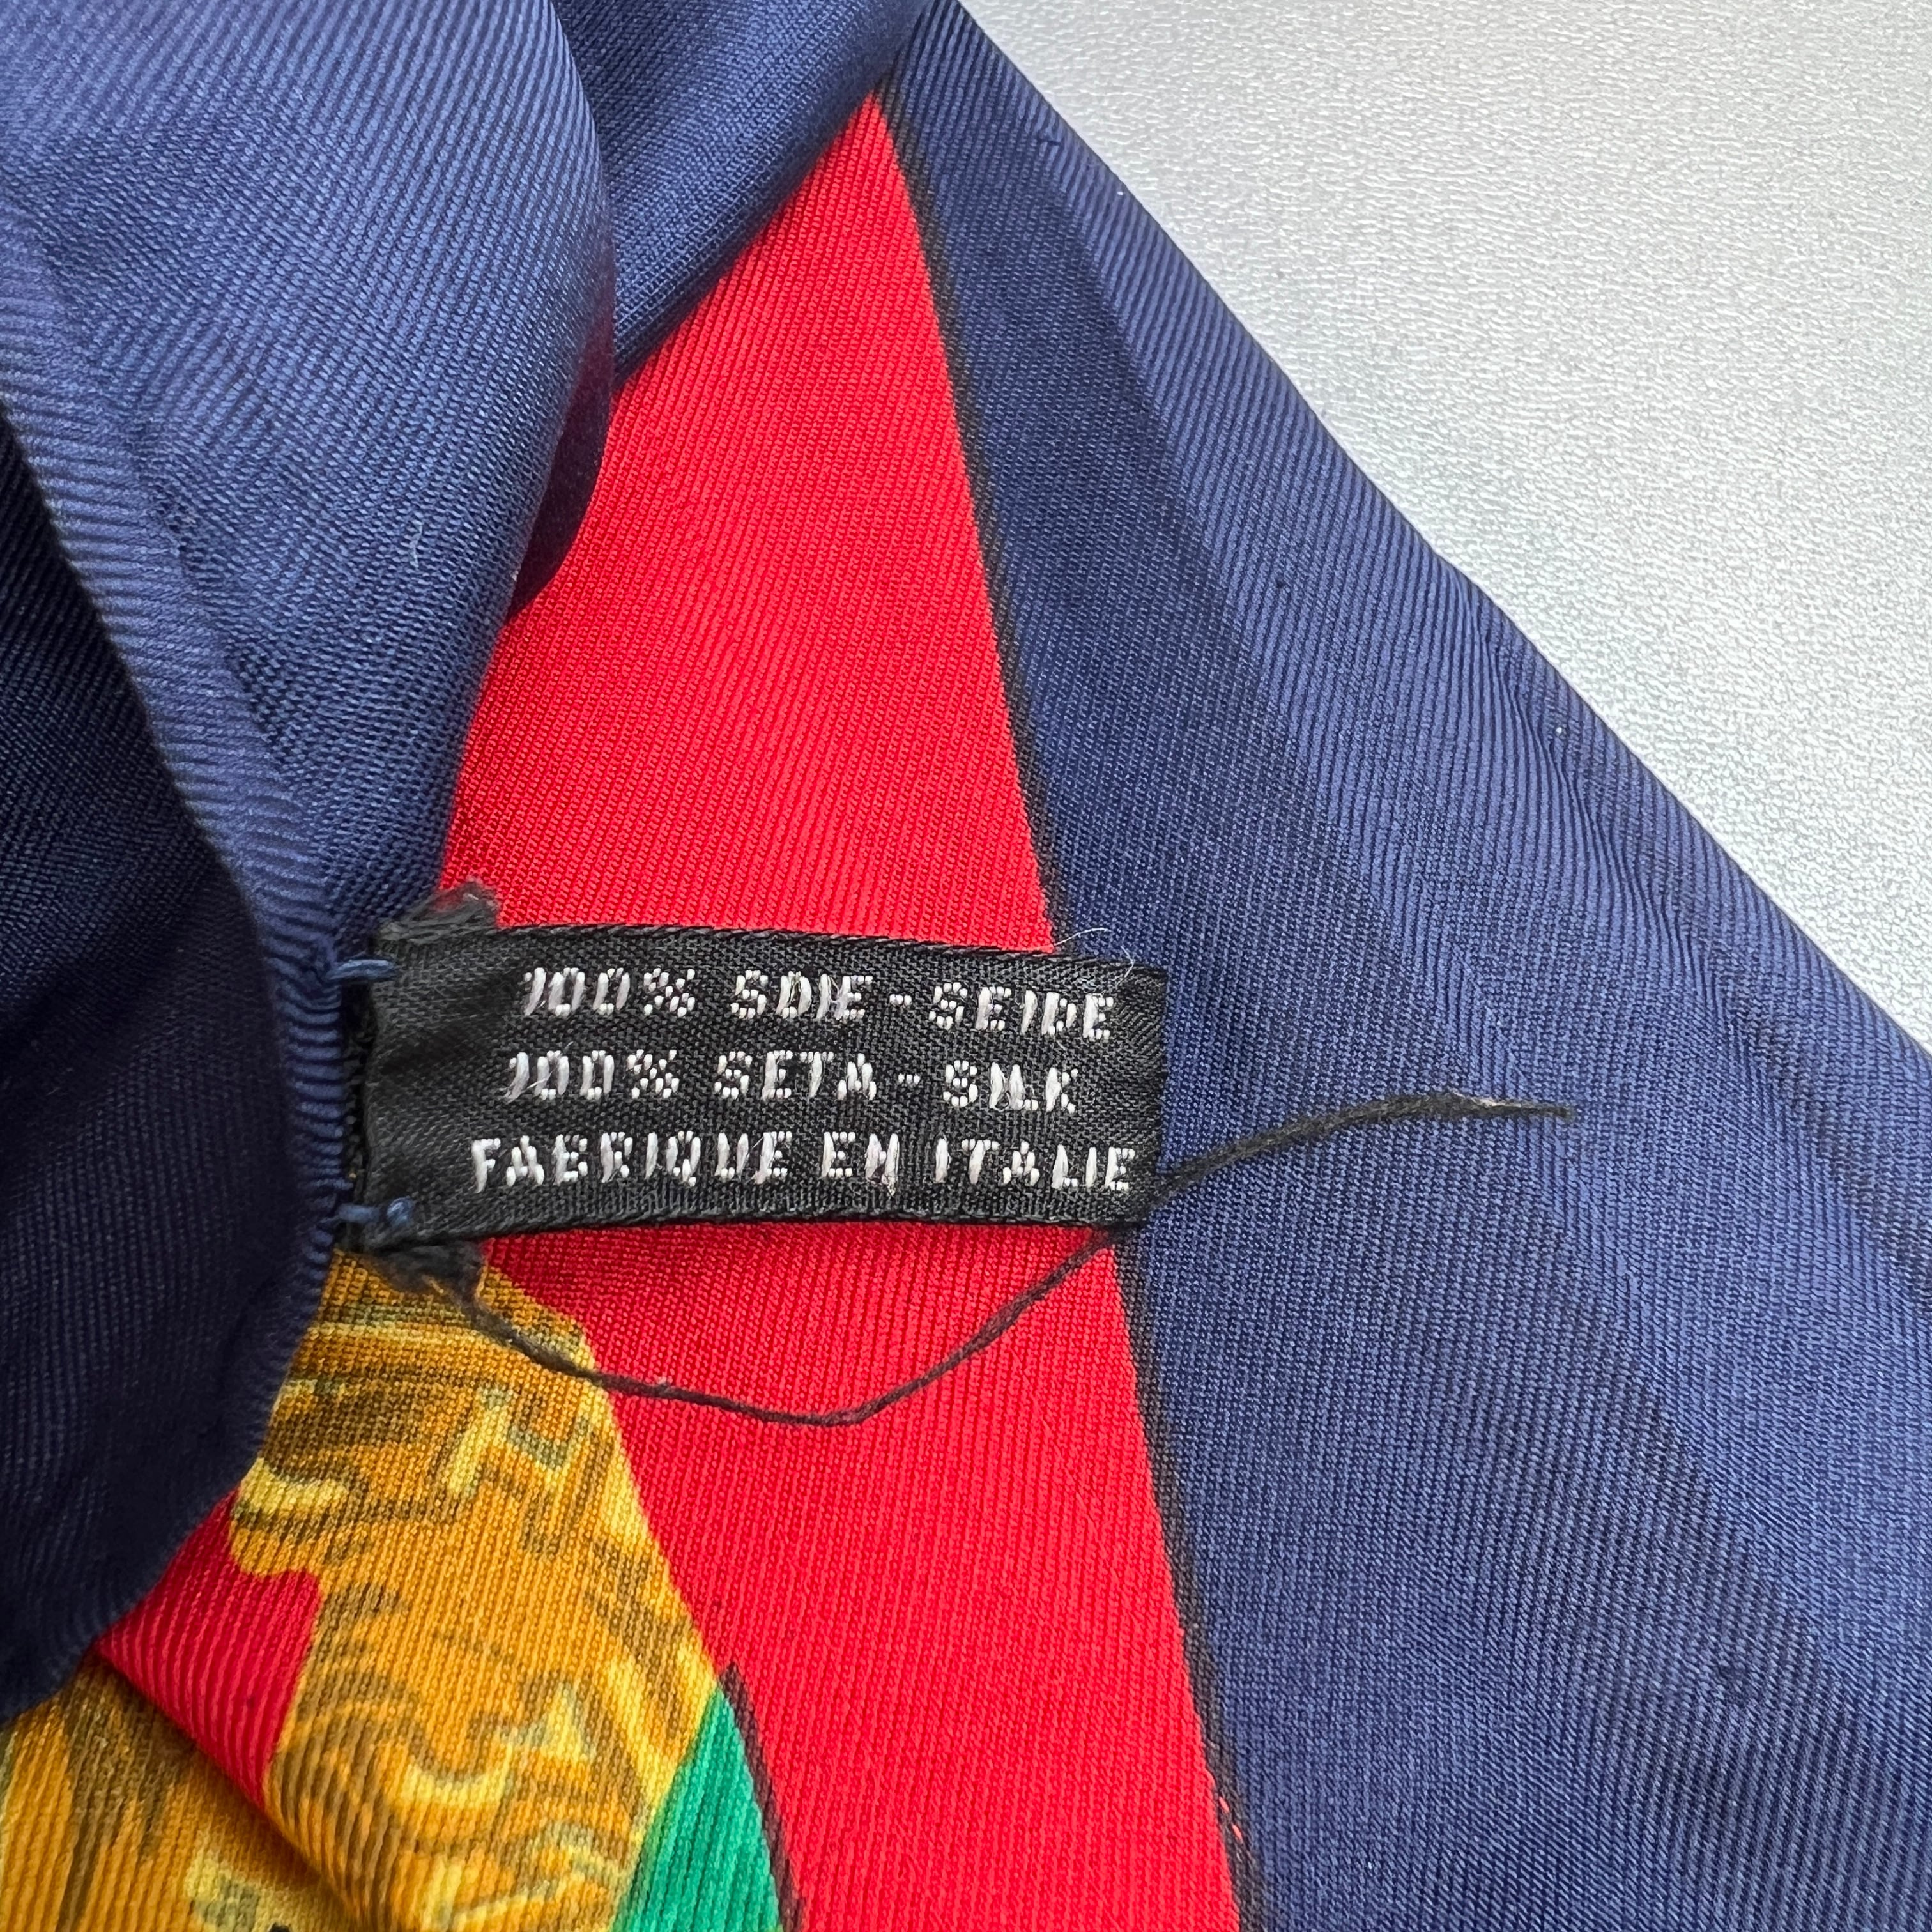 100% SOIE - SEIDE
100% SETA - SILK
FABRIQUE EN ITALIE